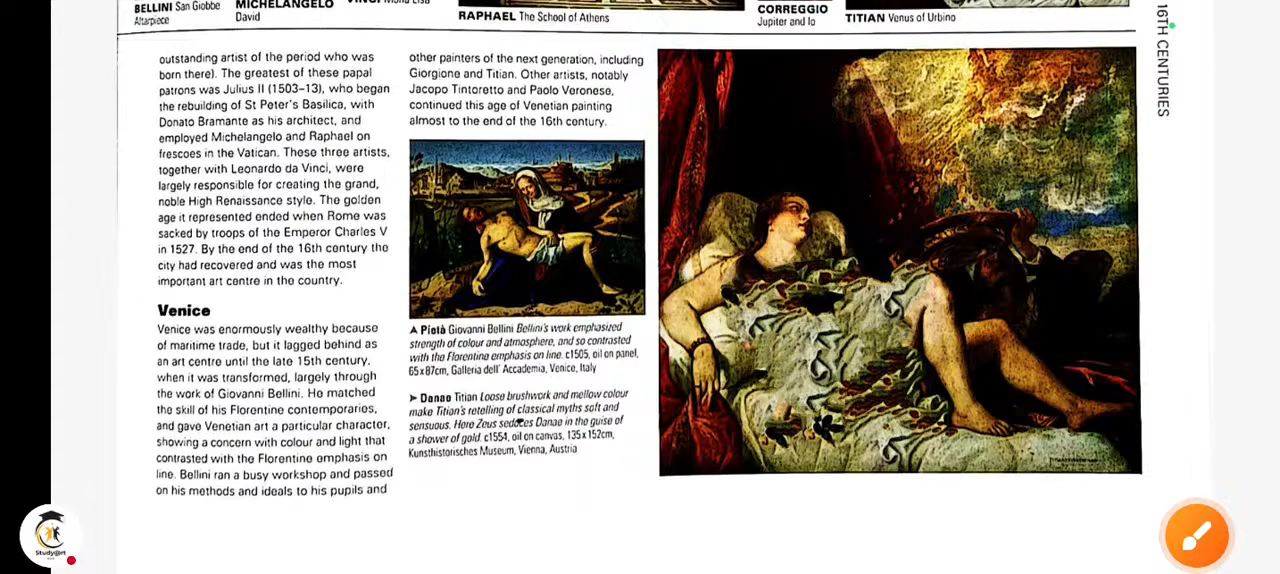 BELLINI San Giobbe
Altarpiece
MICHELANGELO
David
VINCI Mona Lisa
RAPHAEL The School of Athens
CORREGGIO
Jupiter and Io
TITIAN Venus of Urbino
16TH CENTURIES
outstanding artist of the period who was
born there). The greatest of these papal
patrons was Julius II (1503–13), who began
the rebuilding of St Peter's Basilica, with
Donato Bramante as his architect, and
employed Michelangelo and Raphael on
frescoes in the Vatican. These three artists,
together with Leonardo da Vinci, were
largely responsible for creating the grand,
noble High Renaissance style. The golden
age it represented ended when Rome was
sacked by troops of the Emperor Charles V
in 1527. By the end of the 16th century the
city had recovered and was the most
important art centre in the country.
Venice
Venice was enormously wealthy because
of maritime trade, but it lagged behind as
an art centre until the late 15th century,
when it was transformed, largely through
the work of Giovanni Bellini. He matched
the skill of his Florentine contemporaries,
and gave Venetian art a particular character,
showing a concern with colour and light that
contrasted with the Florentine emphasis on
line. Bellini ran a busy workshop and passed
on his methods and ideals to his pupils and
other painters of the next generation, including
Giorgione and Titian. Other artists, notably
Jacopo Tintoretto and Paolo Veronese,
continued this age of Venetian painting
almost to the end of the 16th century.
▲ Pietà Giovanni Bellini Bellini's work emphasized
strength of colour and atmosphere, and so contrasted
with the Florentine emphasis on line. c1505, oil on panel,
65x87cm, Galleria dell' Accademia, Venice, Italy
➤ Danae Titian Loose brushwork and mellow colour
make Titian's retelling of classical myths soft and
sensuous. Here Zeus seduces Danae in the guise of
a shower of gold. c1554, oil on canvas, 135x152cm,
Kunsthistorisches Museum, Vienna, Austria
Study@rt